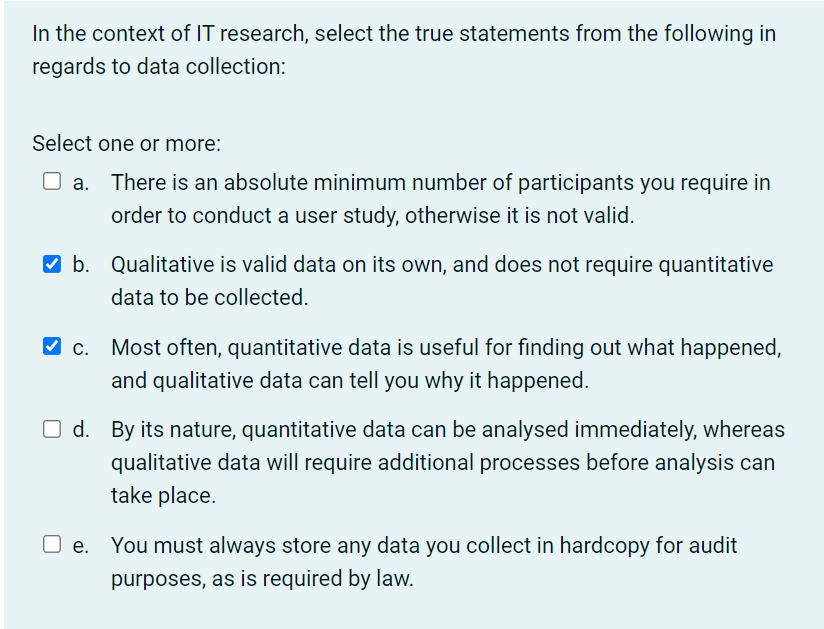 In the context of IT research, select the true statements from the following in
regards to data collection:
Select one or more:
a. There is an absolute minimum number of participants you require in
order to conduct a user study, otherwise it is not valid.
b. Qualitative is valid data on its own, and does not require quantitative
data to be collected.
c. Most often, quantitative data is useful for finding out what happened,
and qualitative data can tell you why it happened.
d. By its nature, quantitative data can be analysed immediately, whereas
qualitative data will require additional processes before analysis can
take place.
e. You must always store any data you collect in hardcopy for audit
purposes, as is required by law.